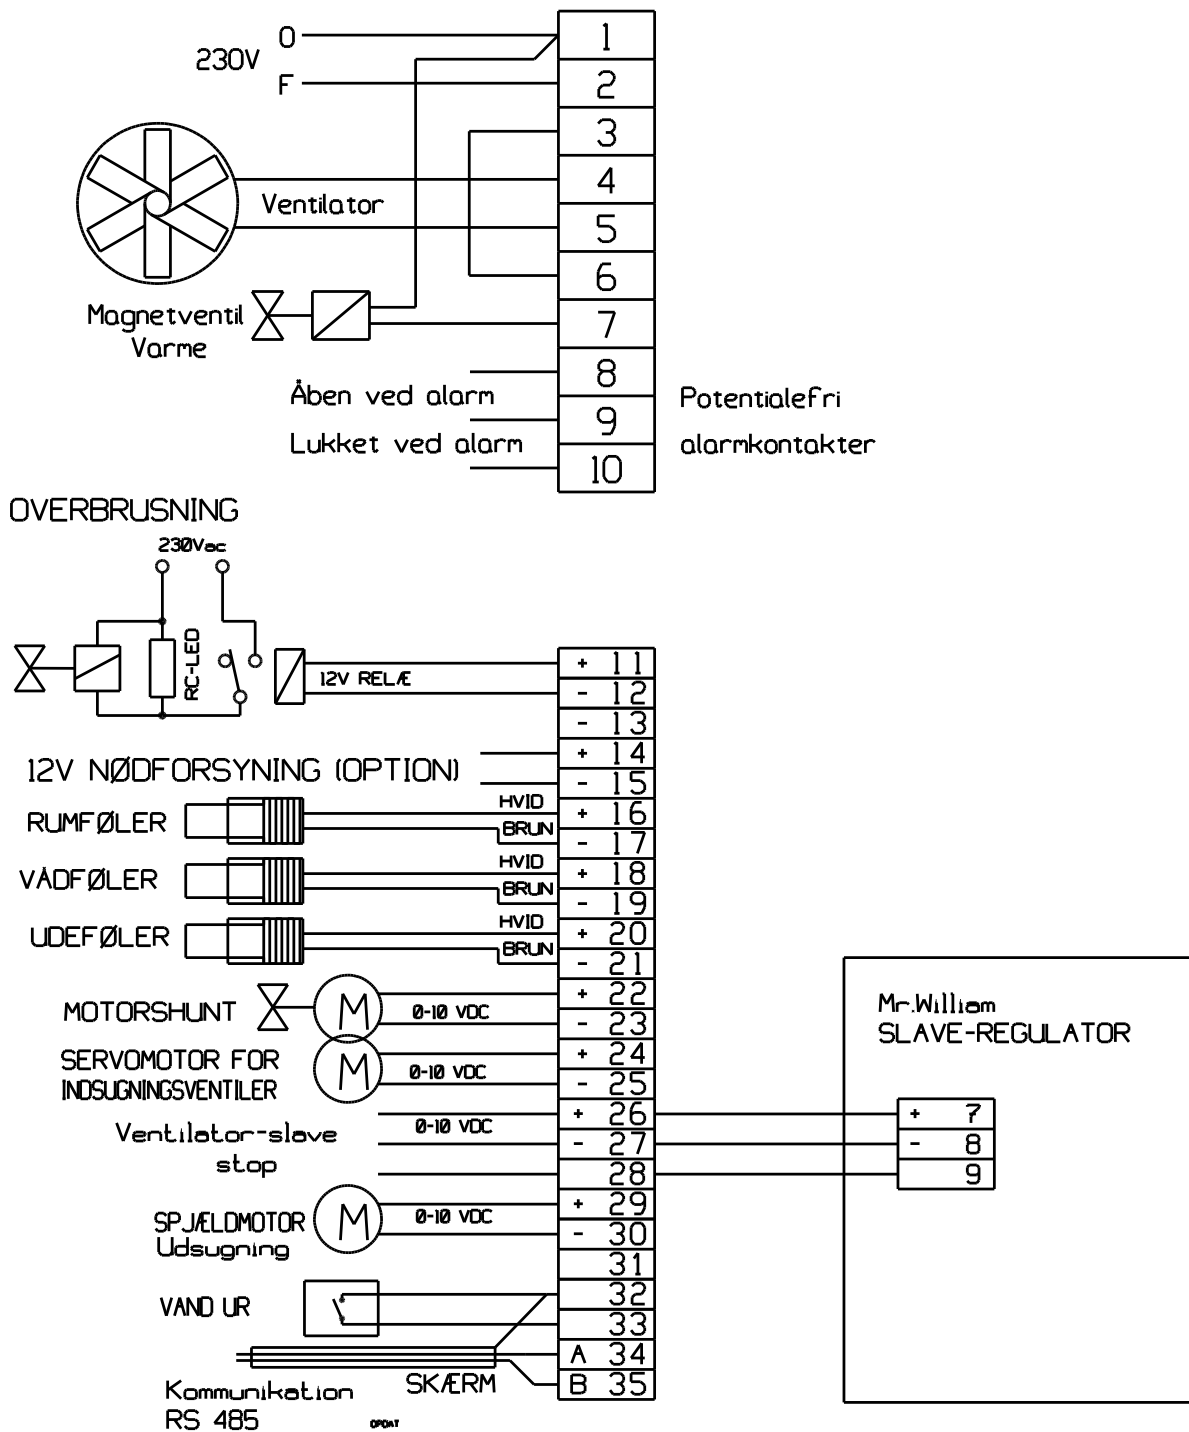 O
230V
F
1
2
3
4
5
6
7
8
9
10
Ventilator
Magnetventil
Varme
Åben ved alarm
Lukket ved alarm
Potentialefri
alarmkontakter
OVERBRUSNING
230Vac
RC-LED
12V RELÆ
+ 11
- 12
- 13
+ 14
- 15
+ 16
- 17
+ 18
- 19
+ 20
- 21
+ 22
- 23
+ 24
- 25
+ 26
- 27
28
+ 29
- 30
31
32
33
A 34
B 35
12V NØDFORSYNING (OPTION)
RUMFØLER
HVID
BRUN
VÅDFØLER
HVID
BRUN
UDEFØLER
HVID
BRUN
MOTORSHUNT
M
0-10 VDC
SERVOMOTOR FOR
INDSUGNINGSVENTILER
M
0-10 VDC
Ventilator-slave
stop
0-10 VDC
SPJÆLDMOTOR
Udsugning
M
0-10 VDC
VAND UR
Kommunikation
RS 485
SKÆRM
Mr.William
SLAVE-REGULATOR
+ 7
- 8
9